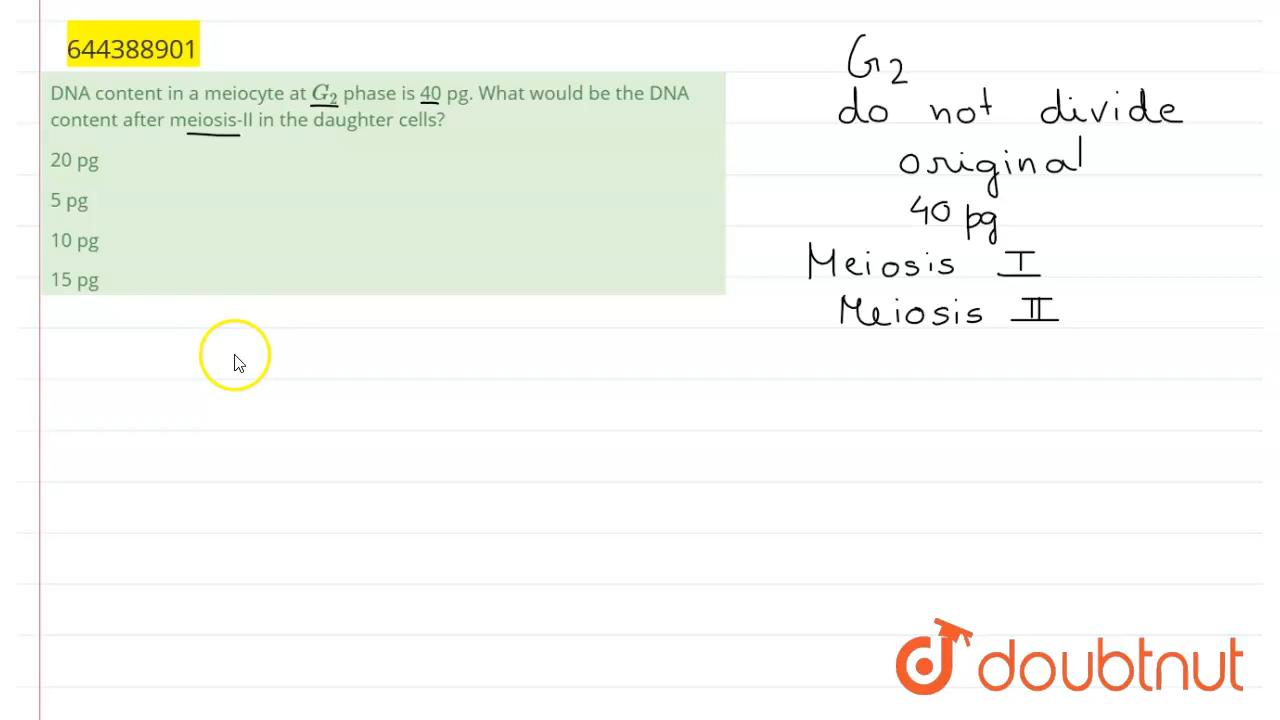 644388901
DNA content in a meiocyte at G₂ phase is 40 pg. What would be the DNA
content after meiosis-II in the daughter cells?
20 pg
5 pg
10 pg
15 pg
G2
do not divide
original
40 pg
Meiosis I
Meiosis II
doubtnut